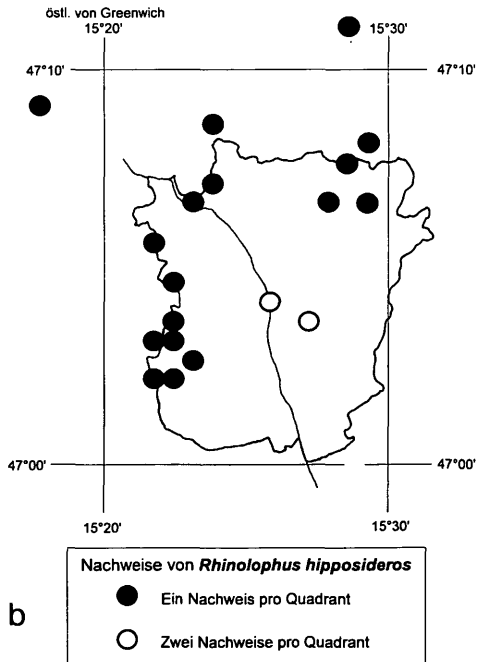 östl. von Greenwich
15°20' 15°30'
47°10' 47°10'
47°00' 47°00'
15°20' 15°30'
Nachweise von Rhinolophus hipposideros
Ein Nachweis pro Quadrant
b
Zwei Nachweise pro Quadrant